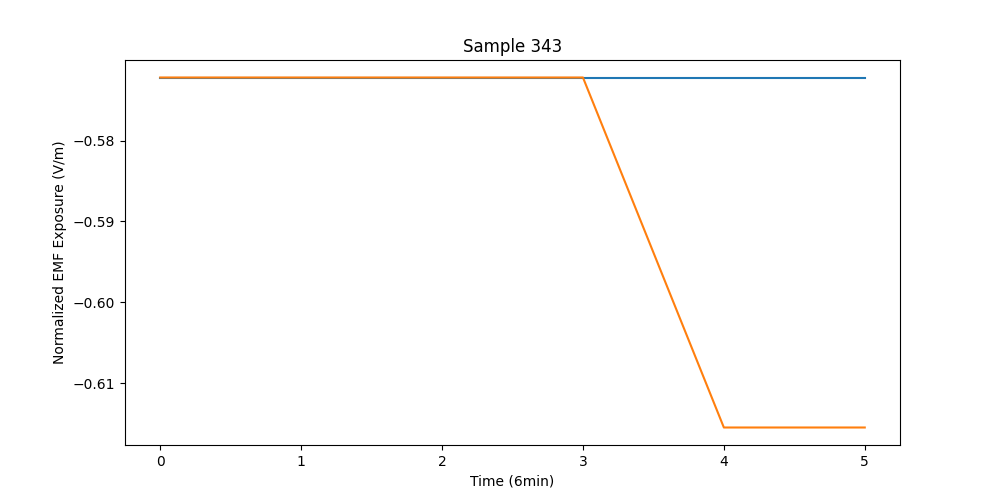 Sample 343
Normalized EMF Exposure (V/m)
−0.58
−0.59
−0.60
−0.61
0 1 2 3 4 5
Time (6min)